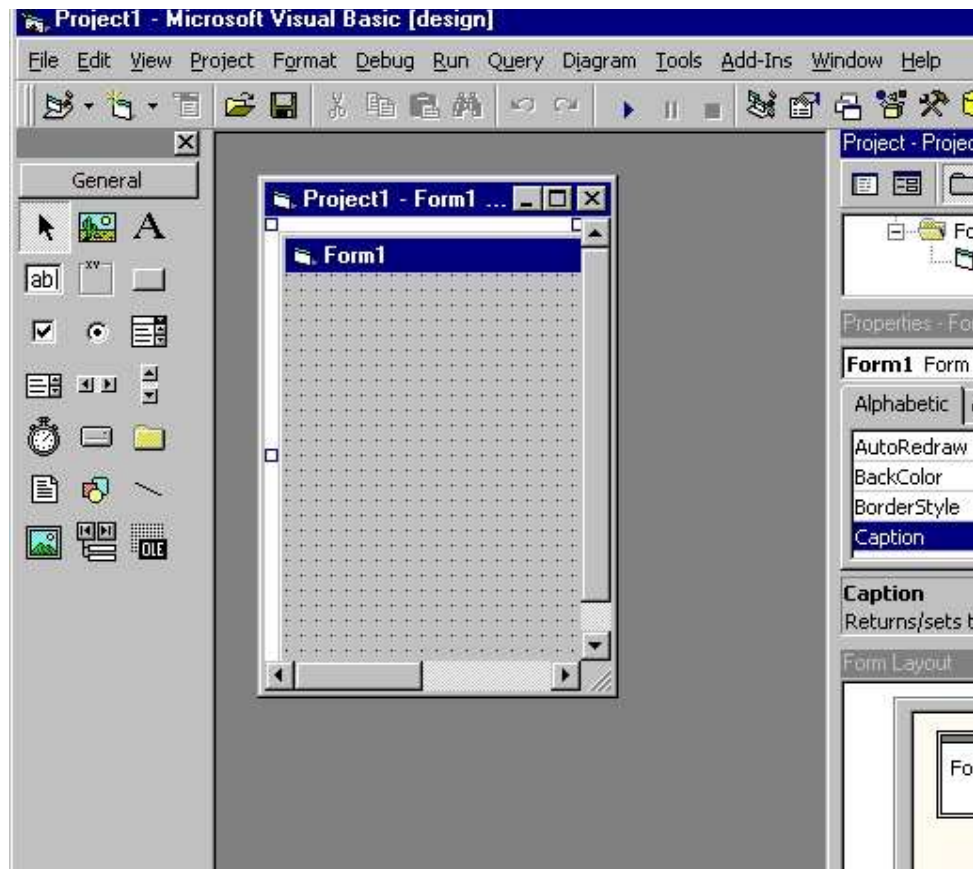 Project1 - Microsoft Visual Basic [design]
File Edit View Project Format Debug Run Query Diagram Tools Add-Ins Window Help
General
A
ab|
XY
OLE
Project1 - Form1 ...
Form1
Project - Projec
Fo
Properties - Fo
Form1 Form
Alphabetic
AutoRedraw
BackColor
BorderStyle
Caption
Caption
Returns/sets t
Form Layout
Fo